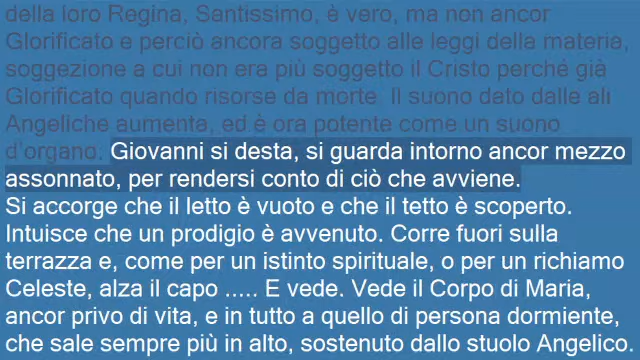 della loro Regina, Santissimo, è vero, ma non ancor
Glorificato e perciò ancora soggetto alle leggi della materia,
soggezione a cui non era più soggetto il Cristo perché già
Glorificato quando risorse da morte. Il suono dato dalle ali
Angeliche aumenta, ed è ora potente come un suono
d'organo. Giovanni si desta, si guarda intorno ancor mezzo
assonnato, per rendersi conto di ciò che avviene.
Si accorge che il letto è vuoto e che il tetto è scoperto.
Intuisce che un prodigio è avvenuto. Corre fuori sulla
terrazza e, come per un istinto spirituale, o per un richiamo
Celeste, alza il capo ..... E vede. Vede il Corpo di Maria,
ancor privo di vita, e in tutto a quello di persona dormiente,
che sale sempre più in alto, sostenuto dallo stuolo Angelico.